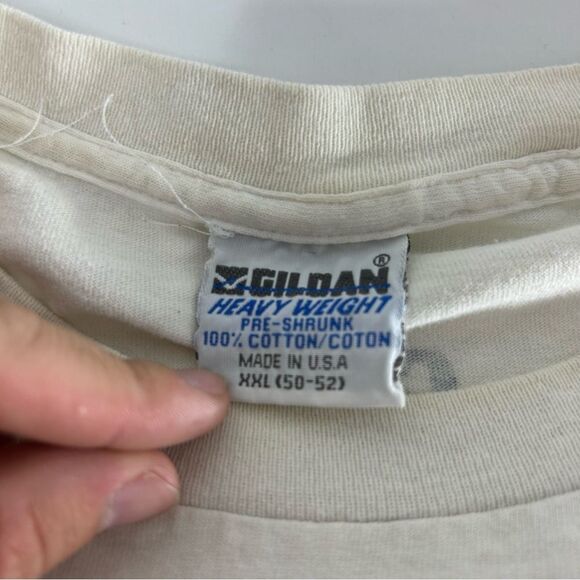 GILDAN ®
HEAVY WEIGHT
PRE-SHRUNK
100% COTTON/COTON
MADE IN U.S.A
XXL (50-52)